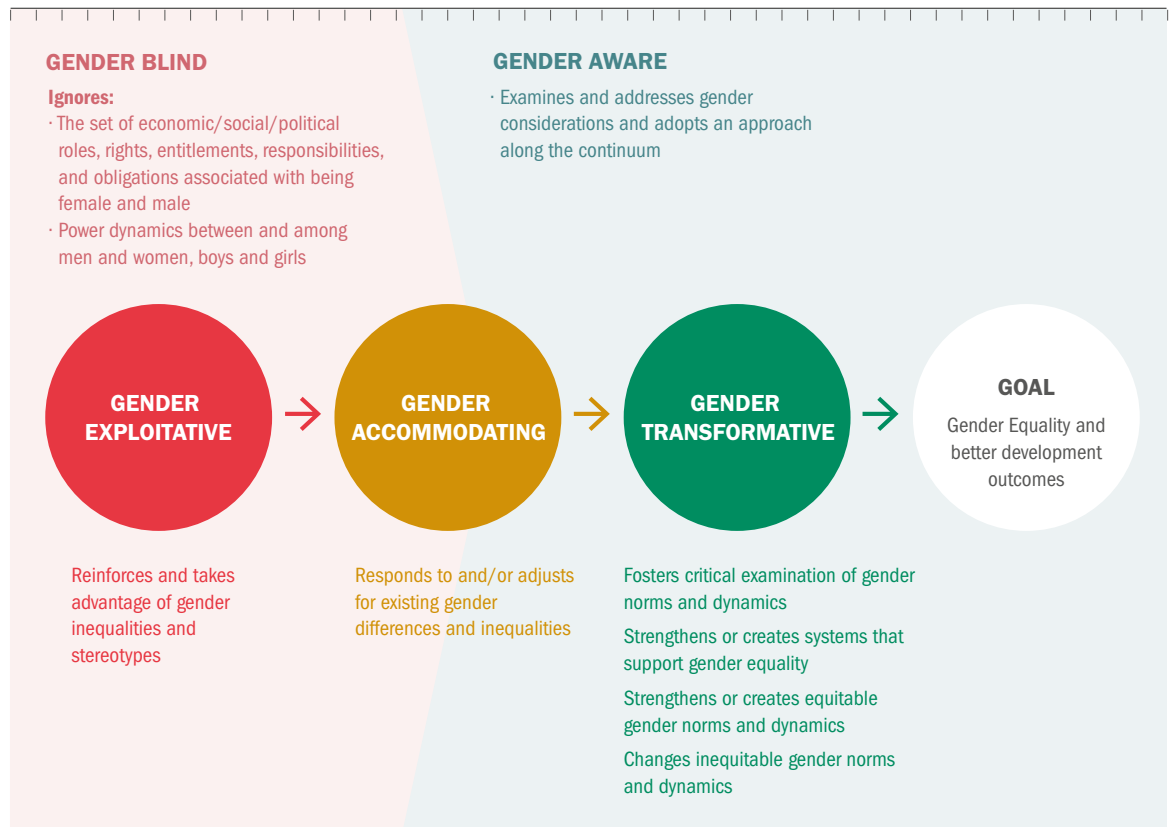 GENDER BLIND
Ignores:
· The set of economic/social/political
roles, rights, entitlements, responsibilities,
and obligations associated with being
female and male
· Power dynamics between and among
men and women, boys and girls
GENDER AWARE
· Examines and addresses gender
considerations and adopts an approach
along the continuum
GENDER
EXPLOITATIVE
GENDER
ACCOMMODATING
GENDER
TRANSFORMATIVE
GOAL
Gender Equality and
better development
outcomes
Reinforces and takes
advantage of gender
inequalities and
stereotypes
Responds to and/or adjusts
for existing gender
differences and inequalities
Fosters critical examination of gender
norms and dynamics
Strengthens or creates systems that
support gender equality
Strengthens or creates equitable
gender norms and dynamics
Changes inequitable gender norms
and dynamics